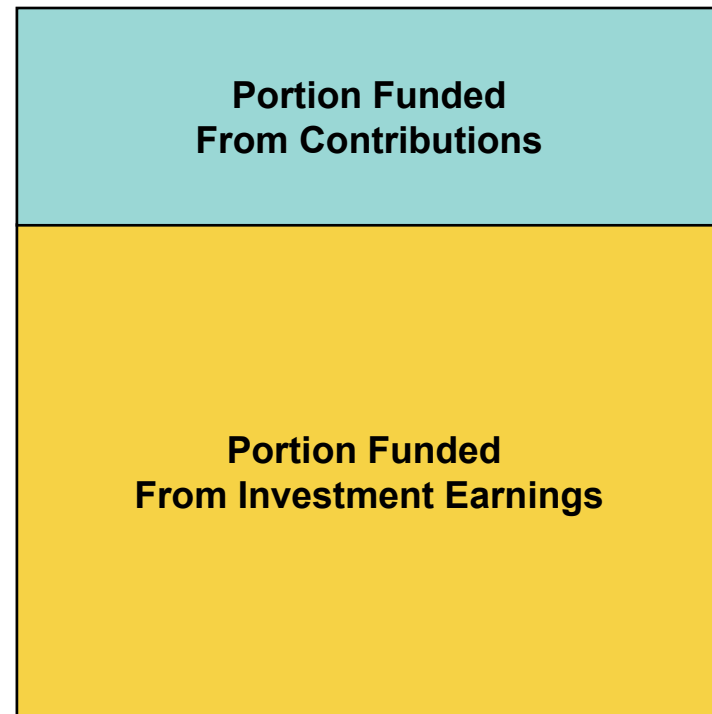 Portion Funded
From Contributions
Portion Funded
From Investment Earnings